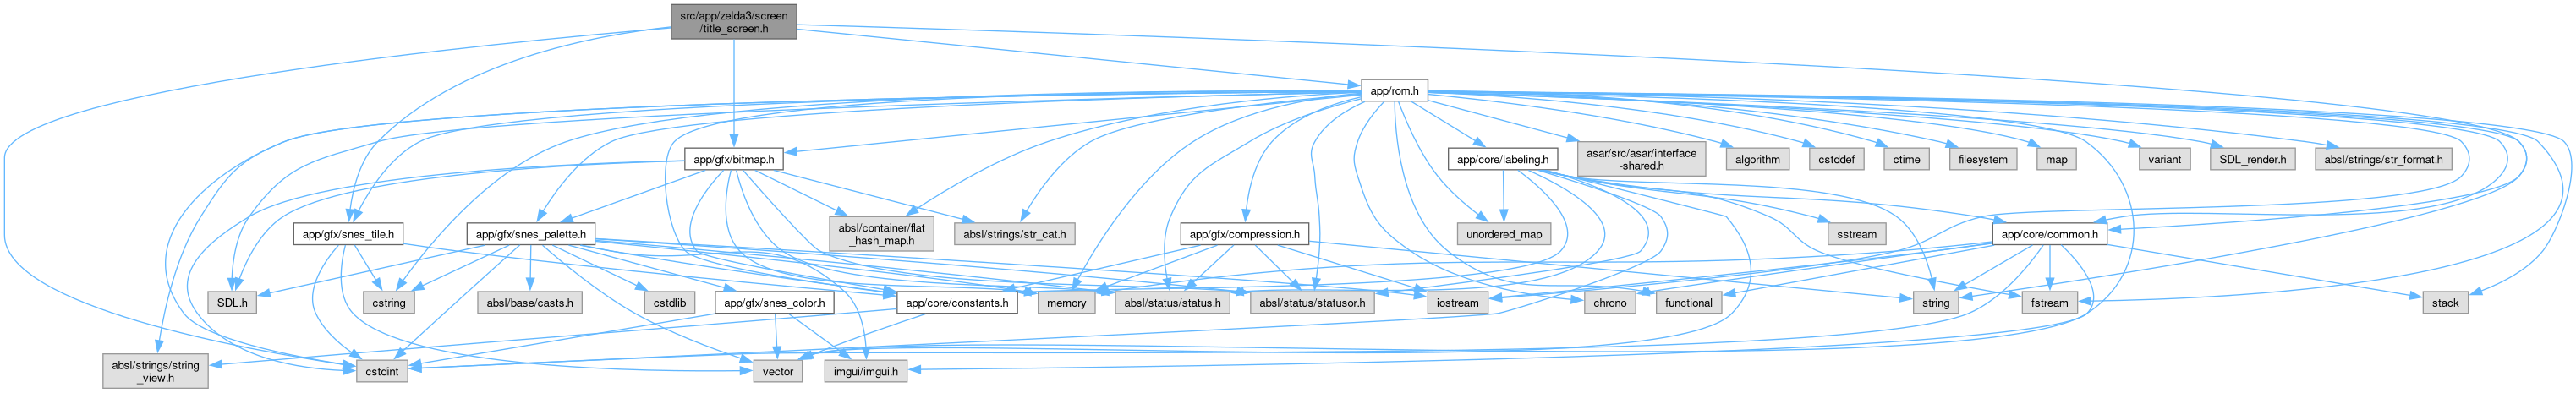 src/app/zelda3/screen
/title_screen.h
app/rom.h
app/gfx/bitmap.h
app/core/labeling.h
asar/src/asar/interface
-shared.h
algorithm
cstddef
ctime
filesystem
map
variant
SDL_render.h
absl/strings/str_format.h
app/gfx/snes_tile.h
app/gfx/snes_palette.h
absl/container/flat
_hash_map.h
absl/strings/str_cat.h
app/gfx/compression.h
unordered_map
sstream
app/core/common.h
SDL.h
cstring
absl/base/casts.h
cstdlib
app/gfx/snes_color.h
app/core/constants.h
memory
absl/status/status.h
absl/status/statusor.h
iostream
chrono
functional
string
fstream
stack
absl/strings/string
_view.h
cstdint
vector
imgui/imgui.h